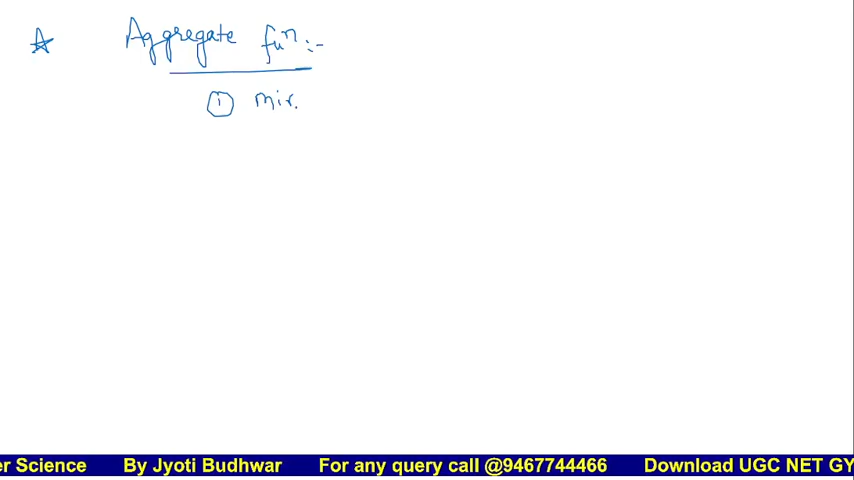 ☆ Aggregate fuⁿ :-
① min
er Science By Jyoti Budhwar For any query call @9467744466 Download UGC NET GY